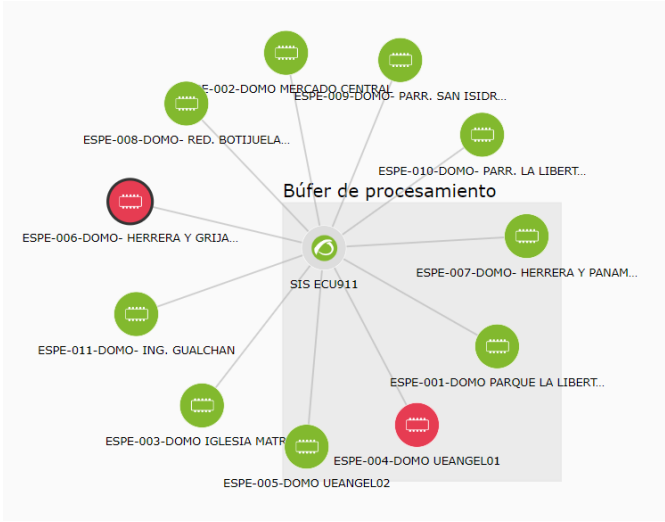 ESPE-002-DOMO MERCADO CENTRAL
ESPE-009-DOMO- PARR. SAN ISIDR...
ESPE-008-DOMO- RED. BOTIJUELA...
ESPE-010-DOMO- PARR. LA LIBERT...
Búfer de procesamiento
ESPE-006-DOMO- HERRERA Y GRIJA...
ESPE-007-DOMO- HERRERA Y PANAM...
SIS ECU911
ESPE-011-DOMO- ING. GUALCHAN
ESPE-001-DOMO PARQUE LA LIBERT...
ESPE-003-DOMO IGLESIA MATR
ESPE-004-DOMO UEANGEL01
ESPE-005-DOMO UEANGEL02